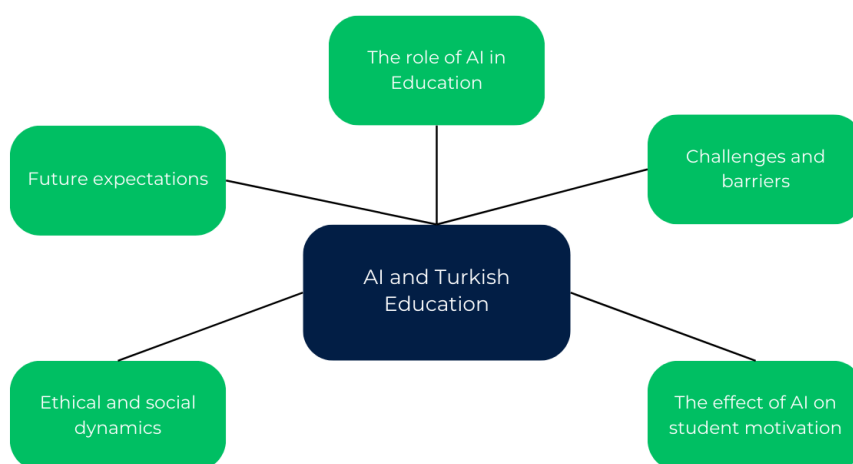 The role of AI in
Education
Future expectations
Challenges and
barriers
AI and Turkish
Education
Ethical and social
dynamics
The effect of AI on
student motivation